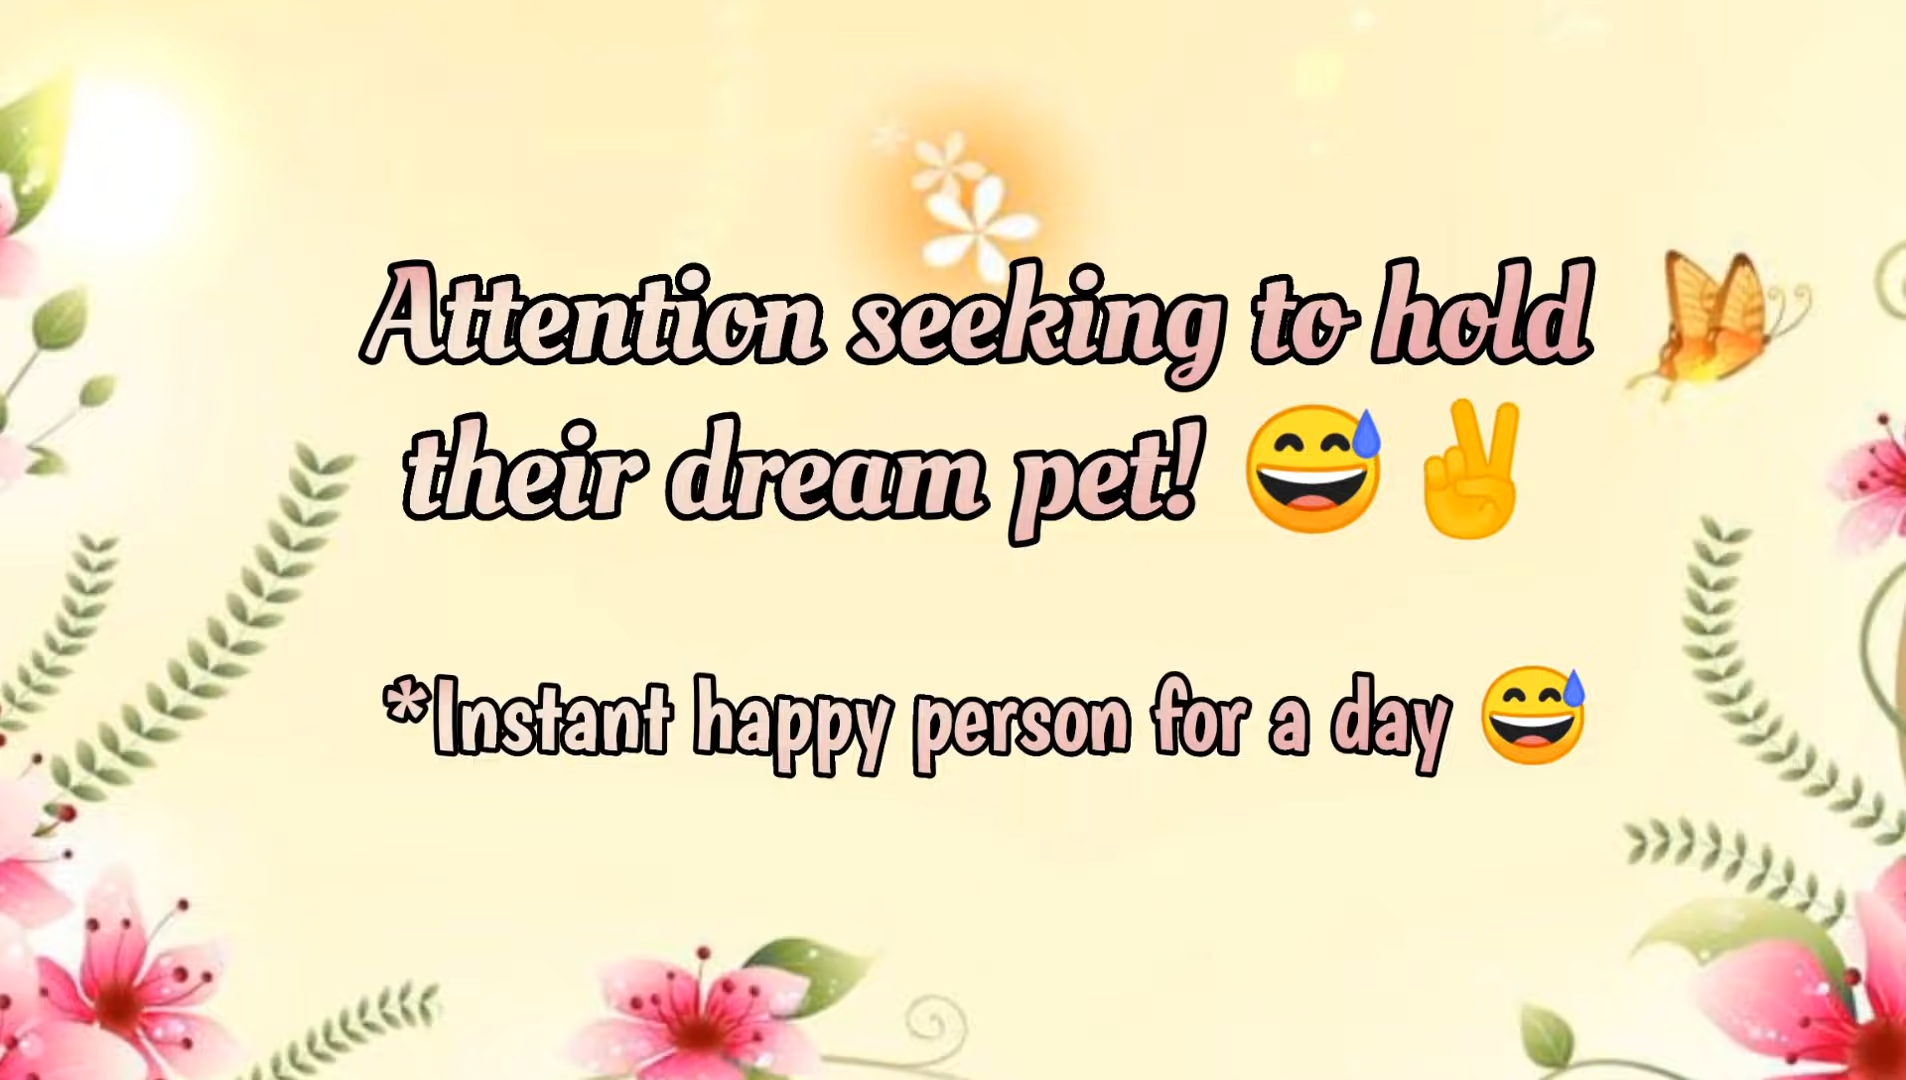 Attention seeking to hold
their dream pet! 😅✌
*Instant happy person for a day 😅